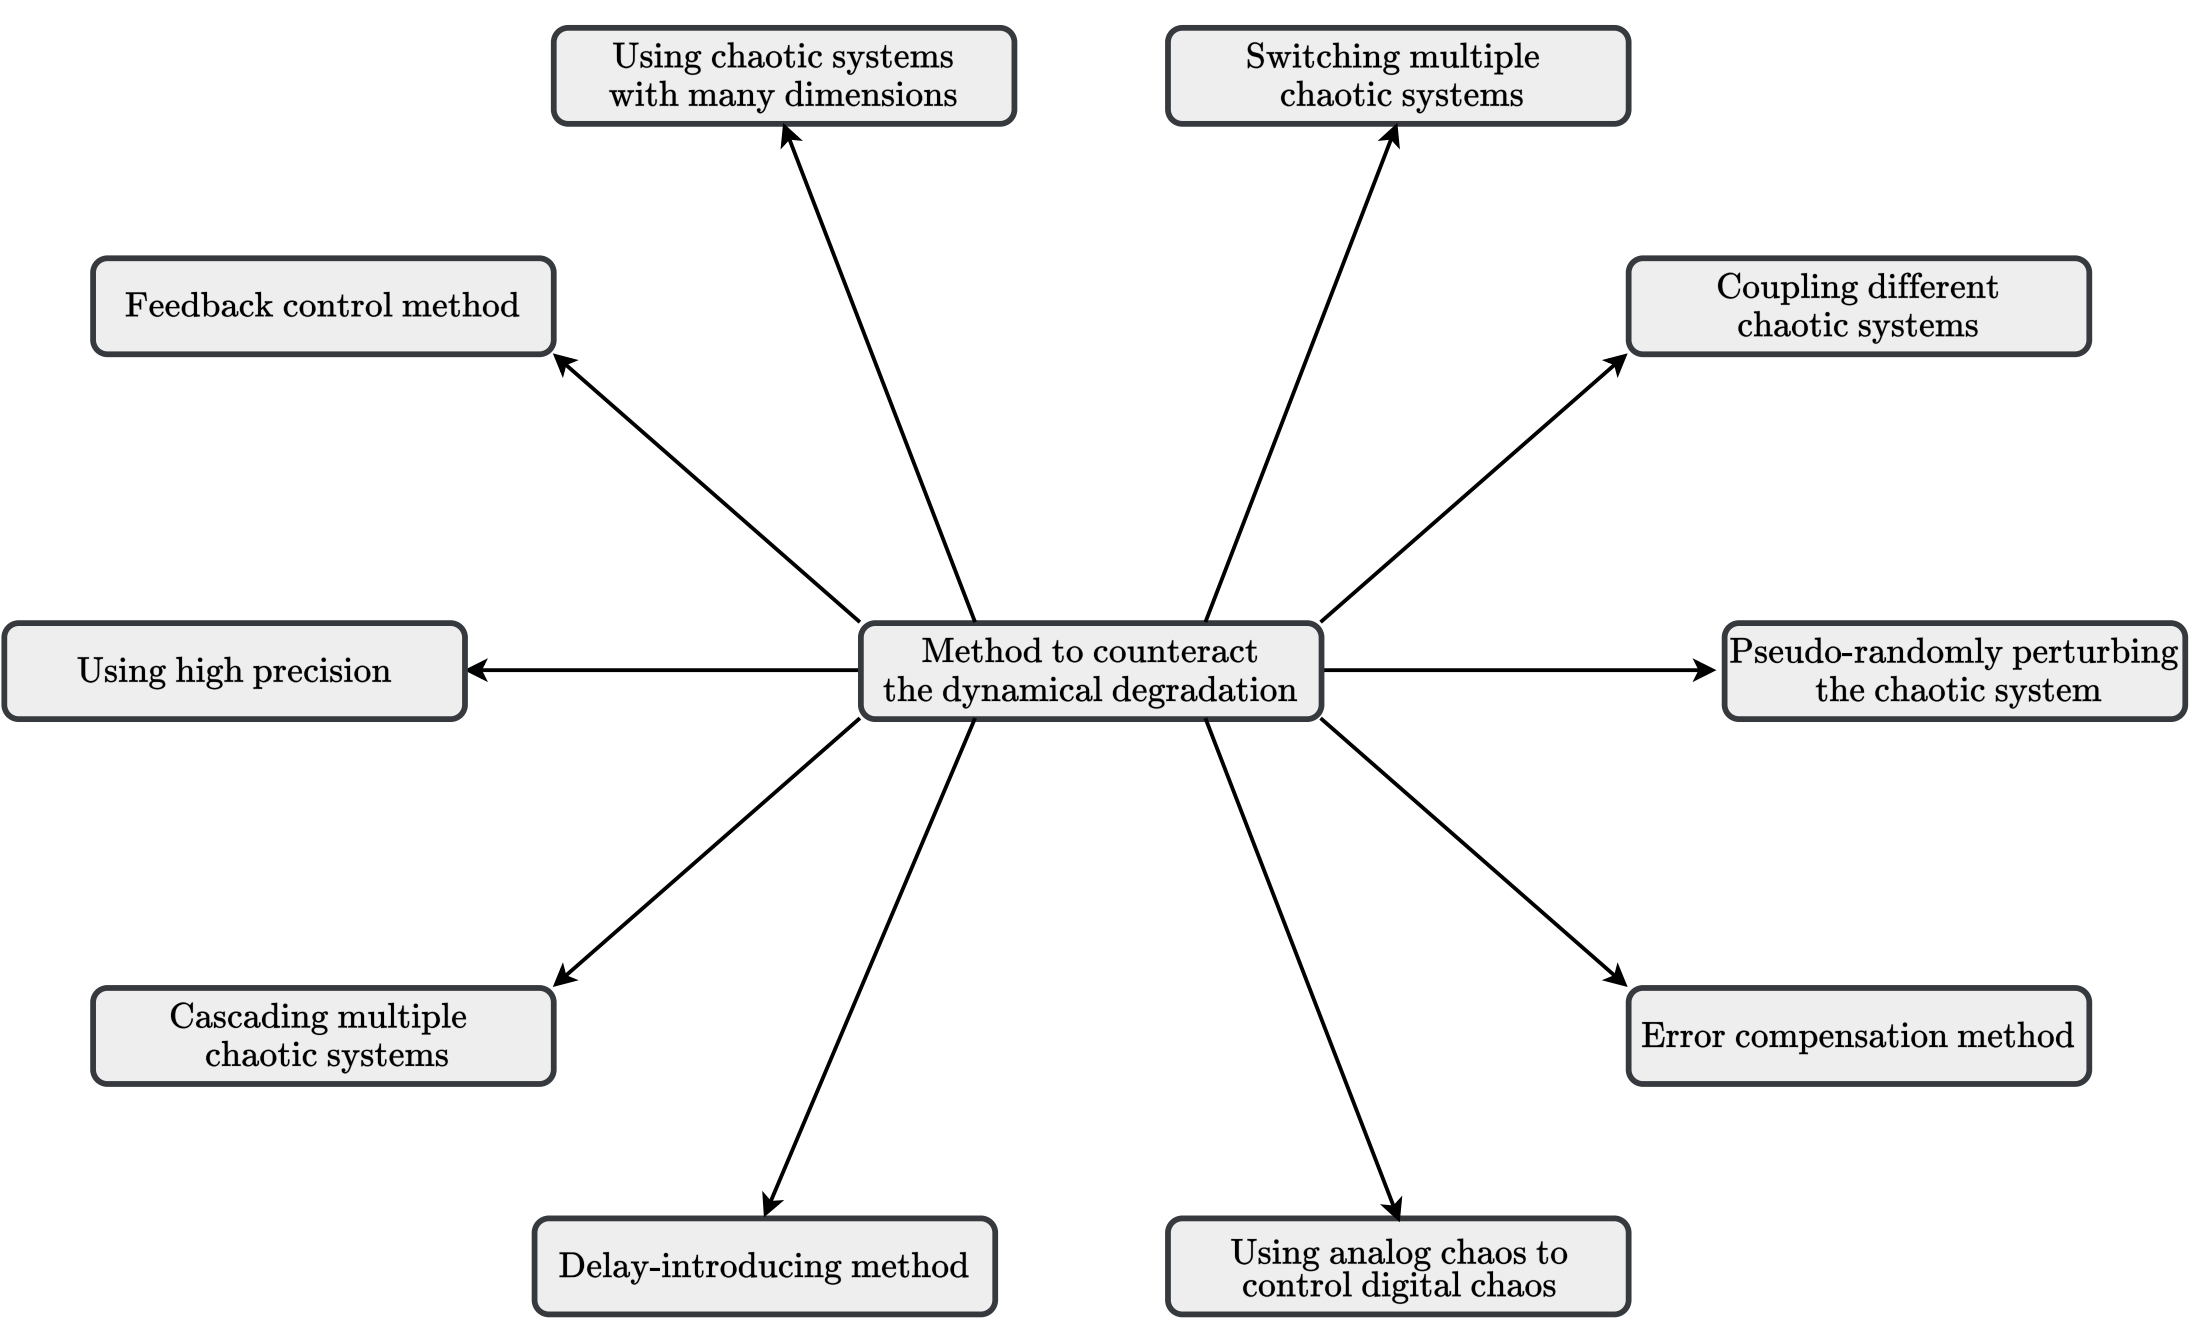 Using chaotic systems
with many dimensions
Switching multiple
chaotic systems
Feedback control method
Coupling different
chaotic systems
Using high precision
Method to counteract
the dynamical degradation
Pseudo-randomly perturbing
the chaotic system
Cascading multiple
chaotic systems
Error compensation method
Delay-introducing method
Using analog chaos to
control digital chaos